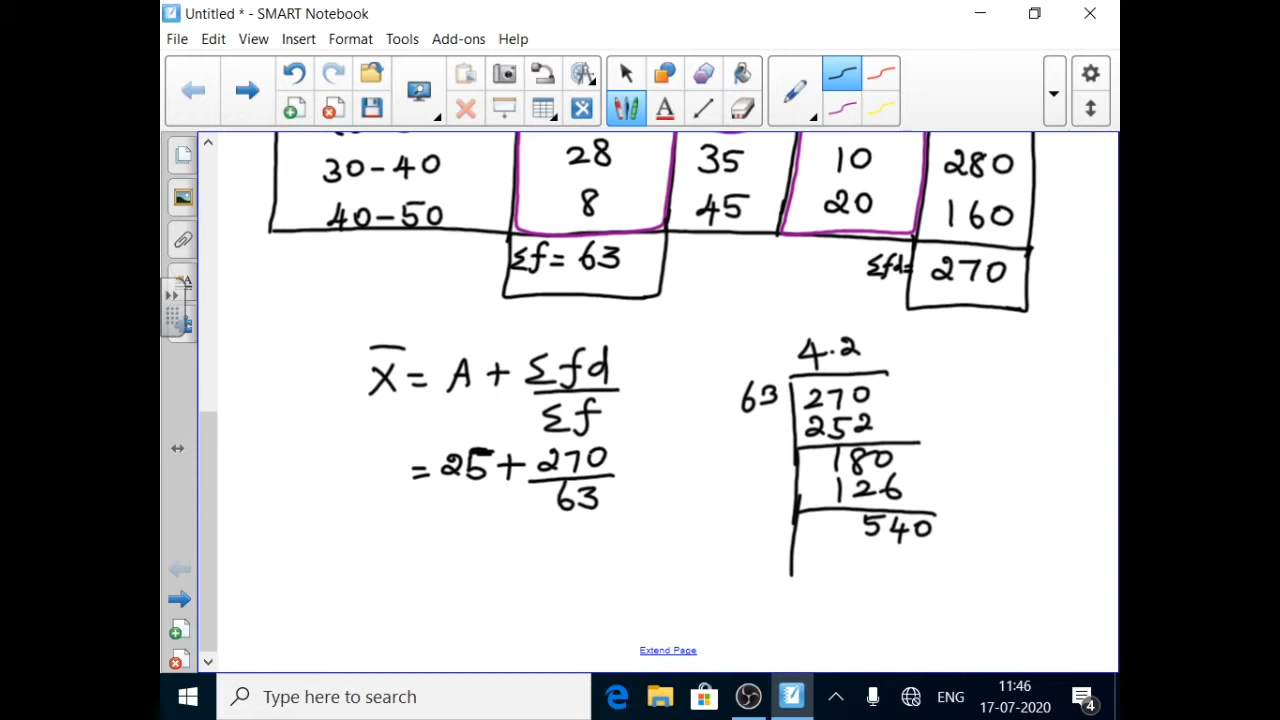 Untitled * - SMART Notebook
File Edit View Insert Format Tools Add-ons Help
30-40 28 35 10 280
40-50 8 45 20 160
Σf= 63 Σfd= 270
X̄ = A + Σfd/Σf
= 25 + 270/63
4.2
63 270
252
180
126
540
Extend Page
Type here to search
ENG
11:46
17-07-2020
4